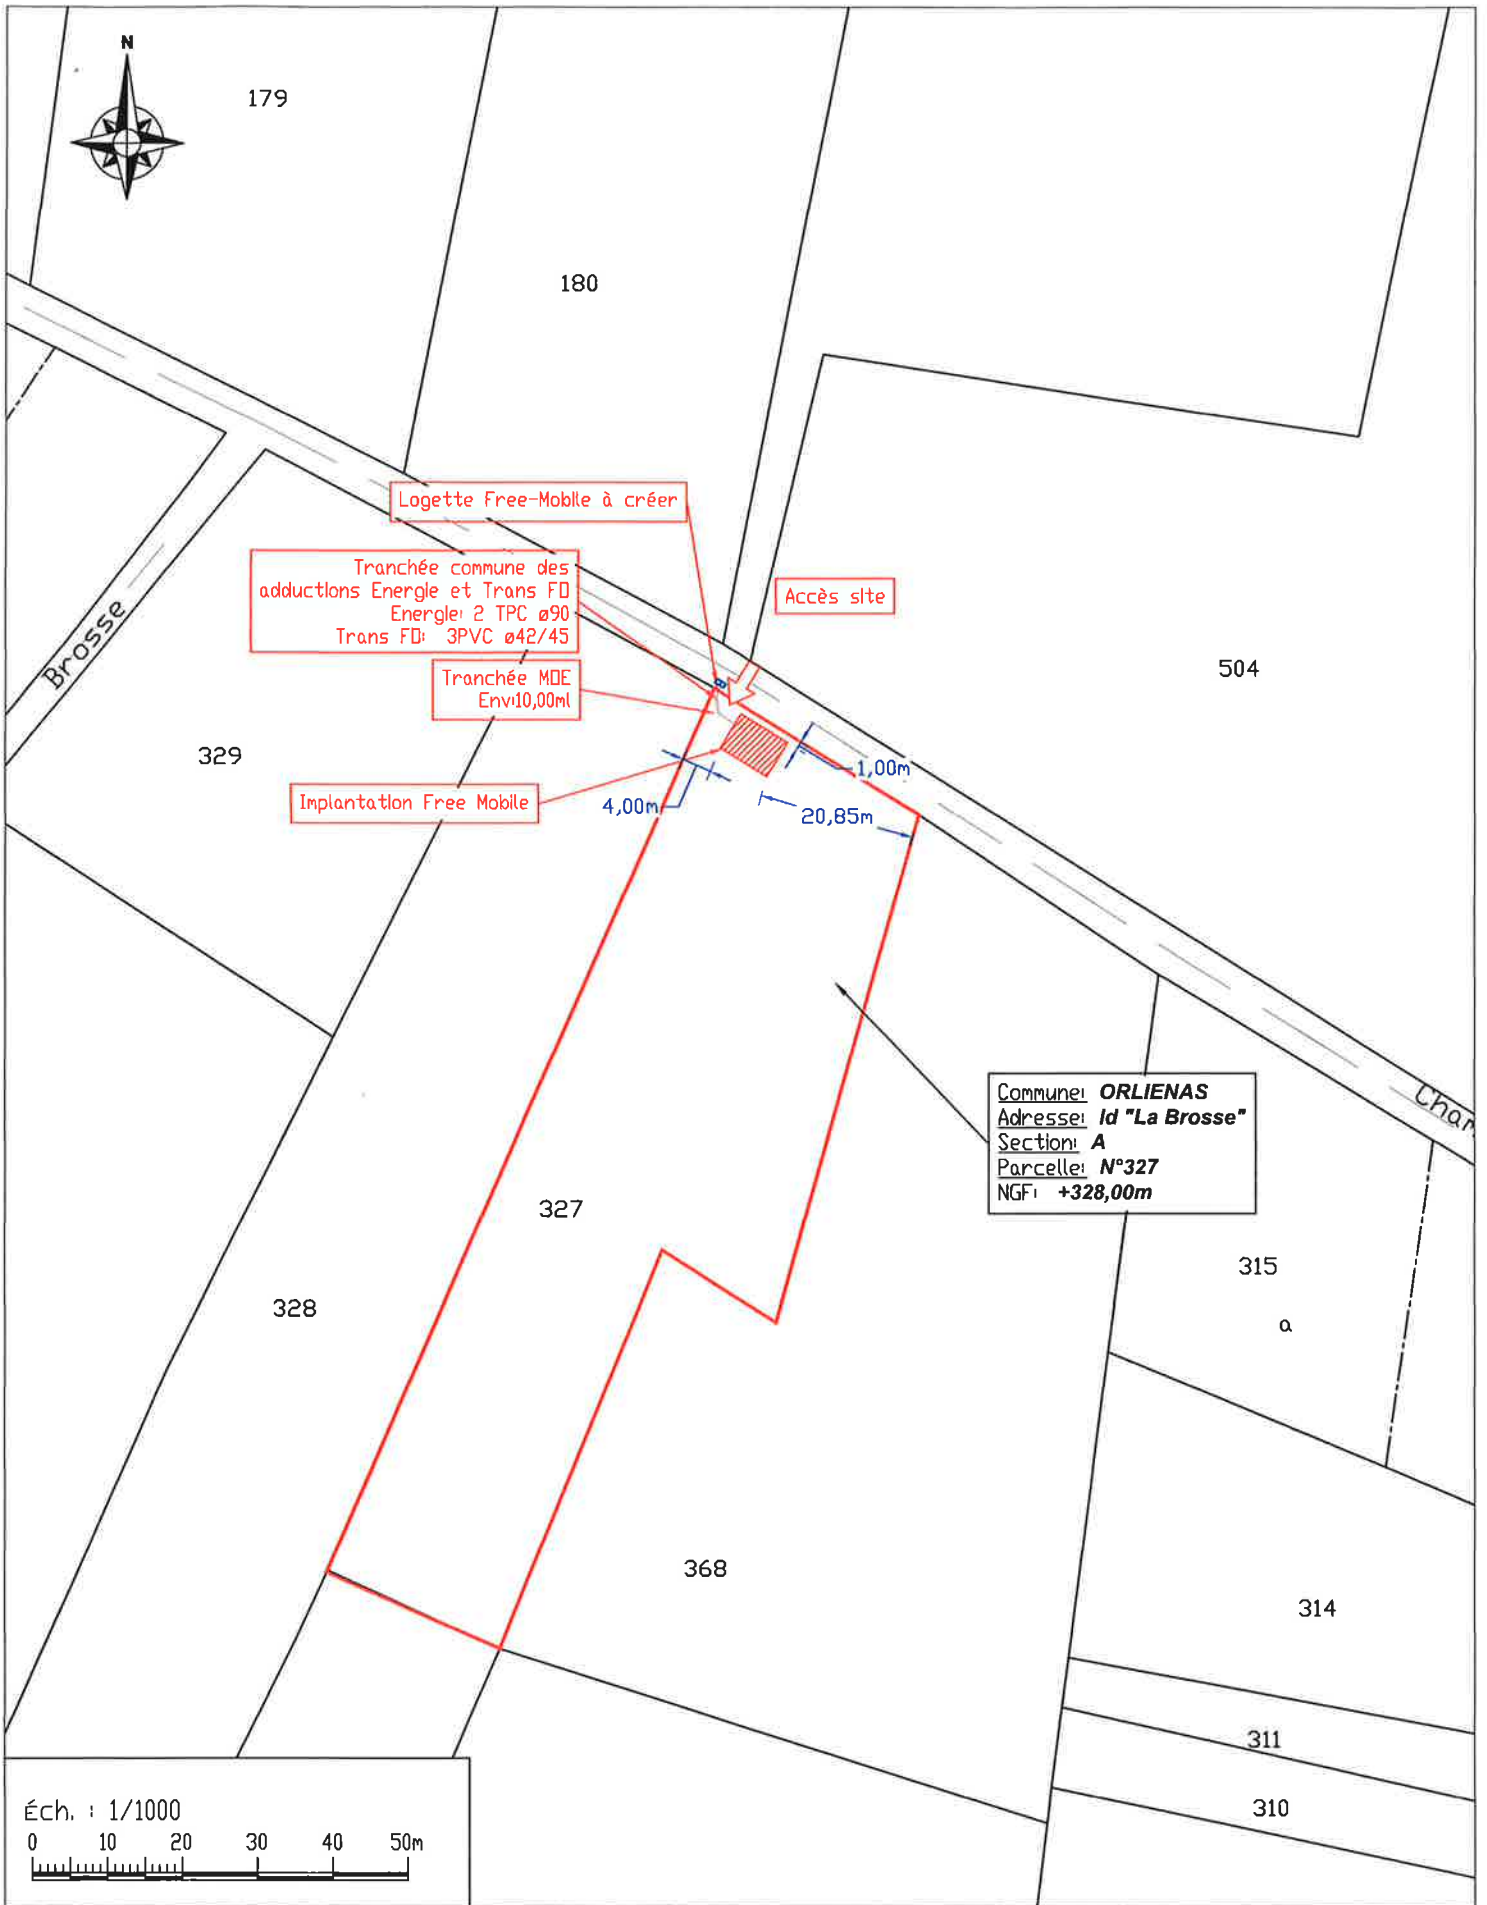 N
179
180
Logette Free-Mobile à créer
Tranchée commune des
adductions Energie et Trans FO
Energie: 2 TPC ø90
Trans FO: 3PVC ø42/45
Accès site
Brosse
Tranchée MOE
Envi10,00ml
504
329
1,00m
Implantation Free Mobile
4,00m
20,85m
Commune: ORLIENAS
Adresse: ld "La Brosse"
Section: A
Parcelle: N°327
NGF: +328,00m
Cham
327
315
a
328
368
314
311
310
Éch. : 1/1000
0 10 20 30 40 50m